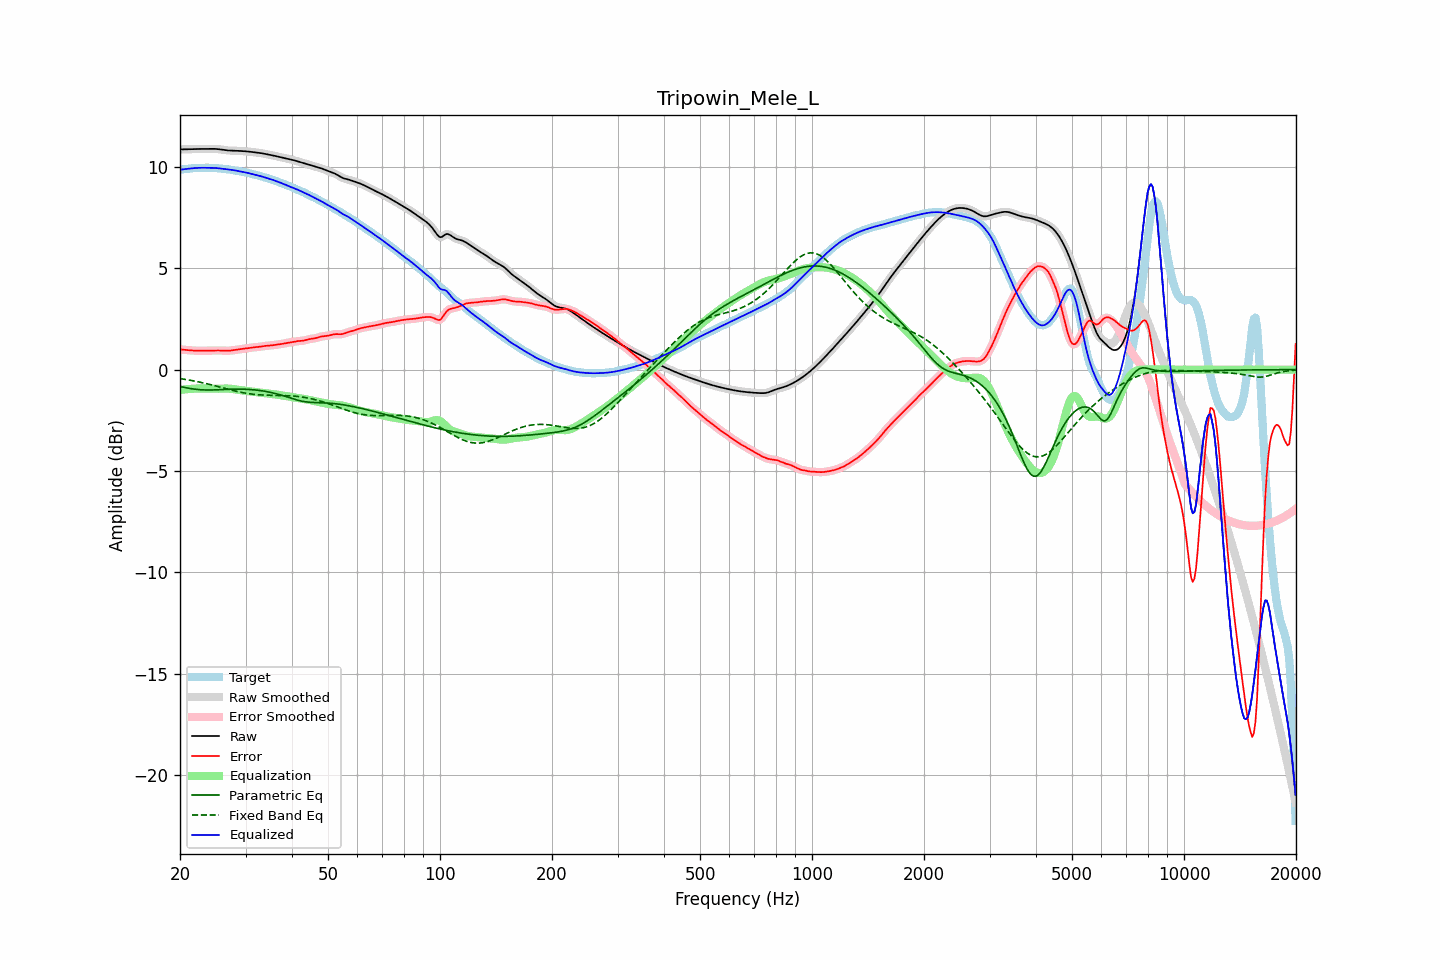 Tripowin_Mele_L
10
5
0
−5
−10
−15
−20
Amplitude (dBr)
Target
Raw Smoothed
Error Smoothed
Raw
Error
Equalization
Parametric Eq
Fixed Band Eq
Equalized
20 50 100 200 500 1000 2000 5000 10000 20000
Frequency (Hz)